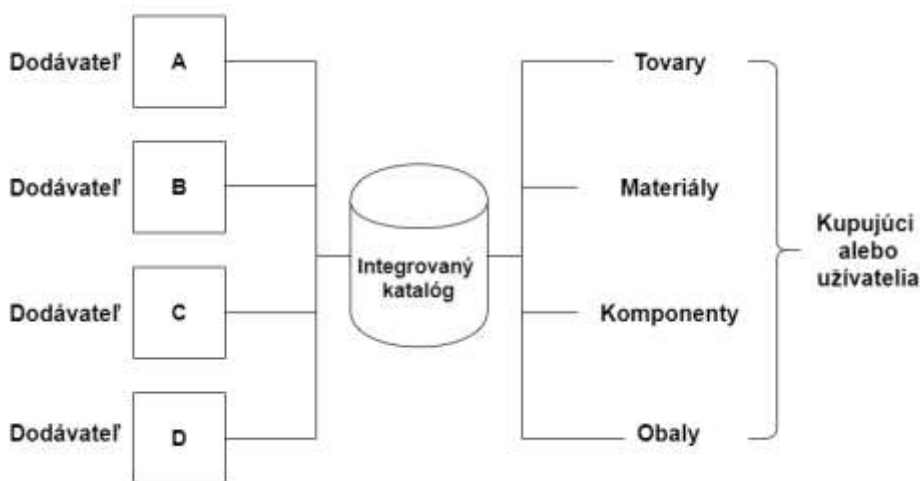 Dodávateľ A
Tovary
Dodávateľ B
Materiály
Integrovaný
katalóg
Kupujúci
alebo
užívatelia
Dodávateľ C
Komponenty
Dodávateľ D
Obaly